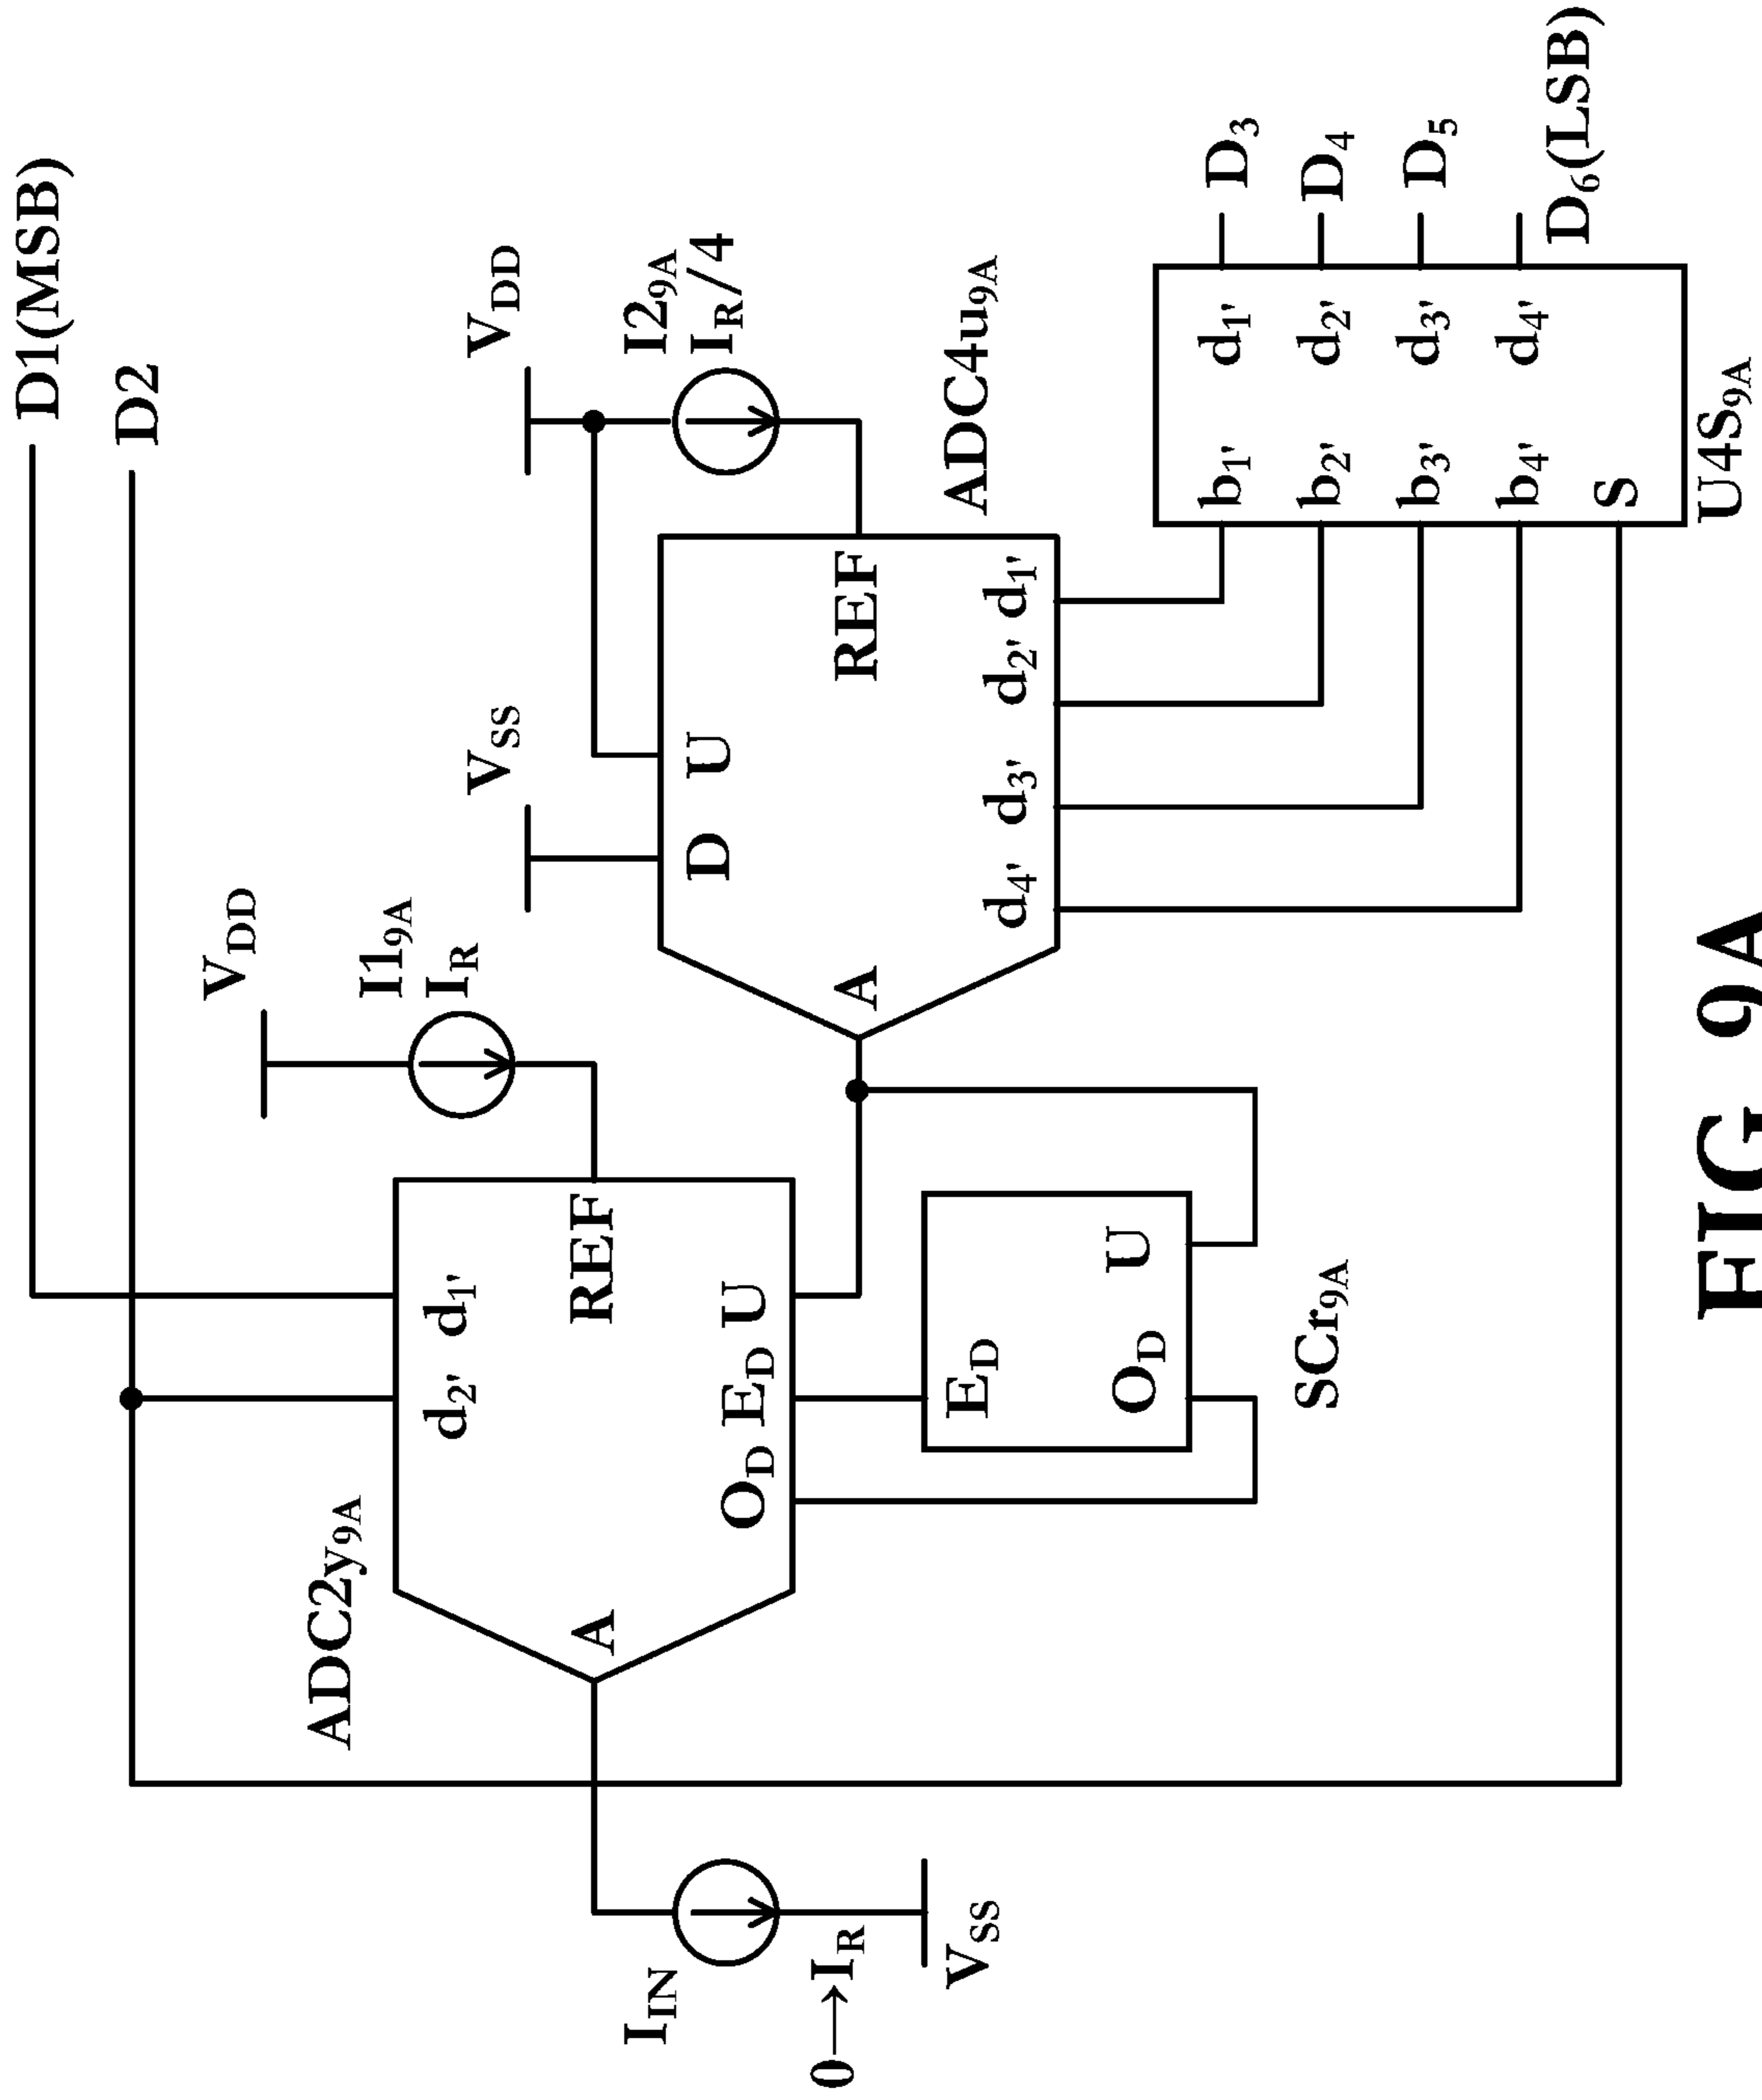 D1(MSB)
D2
V_DD
I1_9A
I_R
V_SS
V_DD
I2_9A
I_R/4
ADC2y_9A
d_2' d_1'
A
REF
O_D E_D U
I_IN
0→I_R
V_SS
E_D
O_D U
SCr_9A
D U
A
REF
d_4' d_3' d_2' d_1'
ADC4u_9A
b_1' d_1' D_3
b_2' d_2' D_4
b_3' d_3' D_5
b_4' d_4' D_6(LSB)
S
U4S_9A
FIG 9A